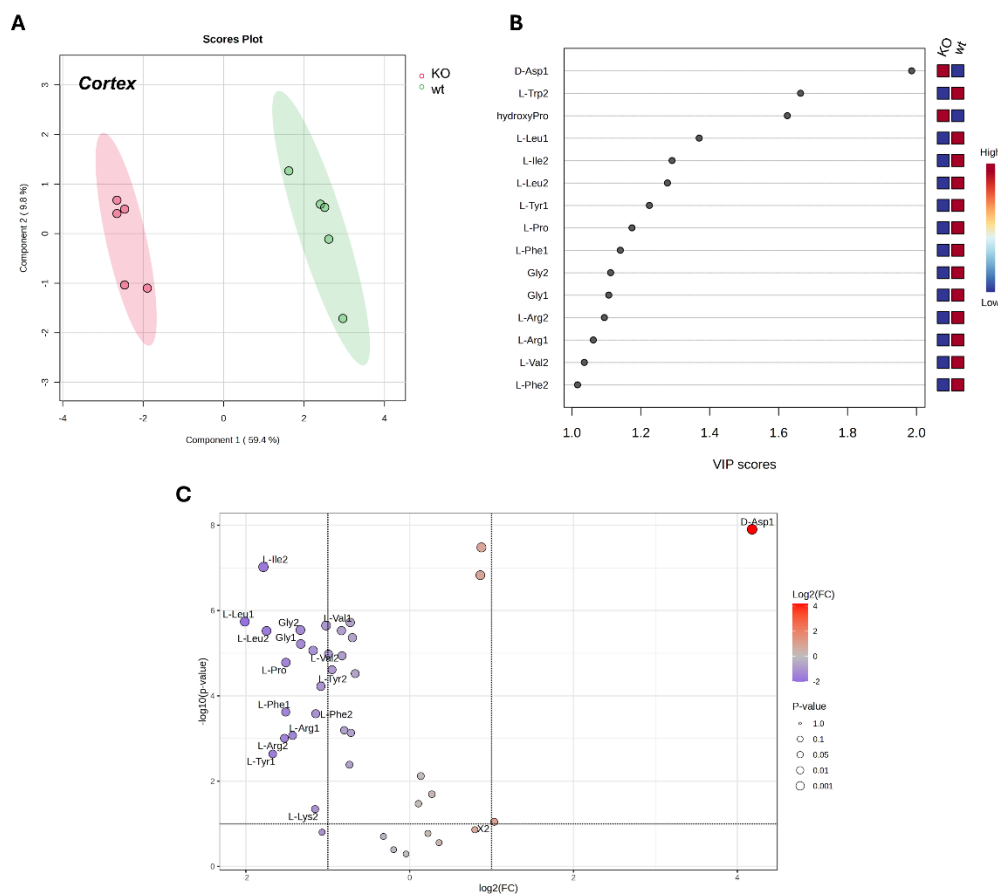 A
Scores Plot
Cortex
KO
wt
3
2
1
0
-1
-2
-3
-4
-2
0
2
4
Component 2 ( 9.8 %)
Component 1 ( 59.4 %)
B
KO
wt
D-Asp1
L-Trp2
hydroxyPro
L-Leu1
L-Ile2
L-Leu2
L-Tyr1
L-Pro
L-Phe1
Gly2
Gly1
L-Arg2
L-Arg1
L-Val2
L-Phe2
High
Low
1.0
1.2
1.4
1.6
1.8
2.0
VIP scores
C
8
6
4
2
0
-log10(p-value)
D-Asp1
L-Ile2
L-Leu1
L-Leu2
Gly2
L-Val1
Gly1
L-Val2
L-Pro
L-Tyr2
L-Phe1
L-Phe2
L-Arg1
L-Arg2
L-Tyr1
L-Lys2
X2
-2
0
2
4
log2(FC)
Log2(FC)
4
2
0
-2
P-value
1.0
0.1
0.05
0.01
0.001